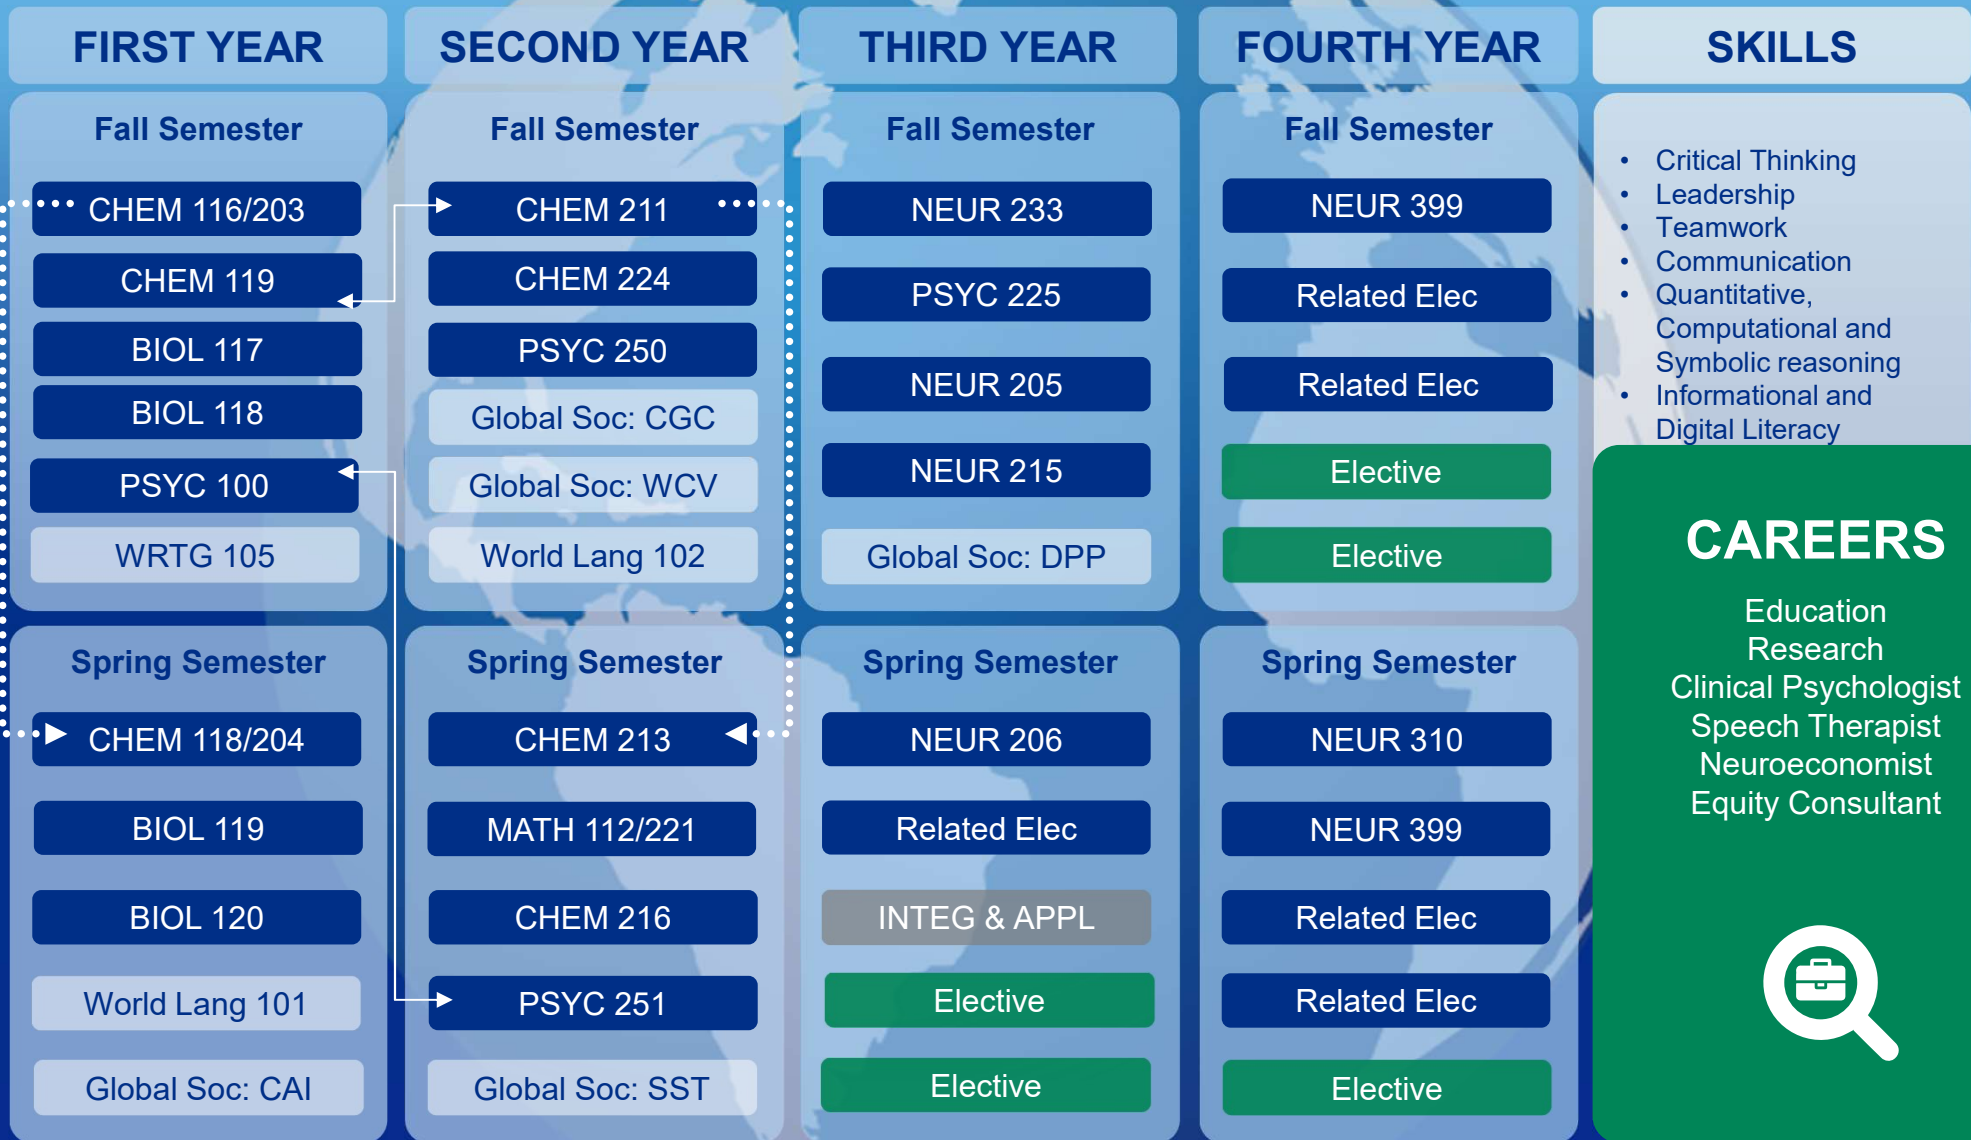 FIRST YEAR
Fall Semester
CHEM 116/203
CHEM 119
BIOL 117
BIOL 118
PSYC 100
WRTG 105
Spring Semester
CHEM 118/204
BIOL 119
BIOL 120
World Lang 101
Global Soc: CAI
SECOND YEAR
Fall Semester
CHEM 211
CHEM 224
PSYC 250
Global Soc: CGC
Global Soc: WCV
World Lang 102
Spring Semester
CHEM 213
MATH 112/221
CHEM 216
PSYC 251
Global Soc: SST
THIRD YEAR
Fall Semester
NEUR 233
PSYC 225
NEUR 205
NEUR 215
Global Soc: DPP
Spring Semester
NEUR 206
Related Elec
INTEG & APPL
Elective
Elective
FOURTH YEAR
Fall Semester
NEUR 399
Related Elec
Related Elec
Elective
Elective
Spring Semester
NEUR 310
NEUR 399
Related Elec
Related Elec
Elective
SKILLS
• Critical Thinking
• Leadership
• Teamwork
• Communication
• Quantitative,
Computational and
Symbolic reasoning
• Informational and
Digital Literacy
CAREERS
Education
Research
Clinical Psychologist
Speech Therapist
Neuroeconomist
Equity Consultant